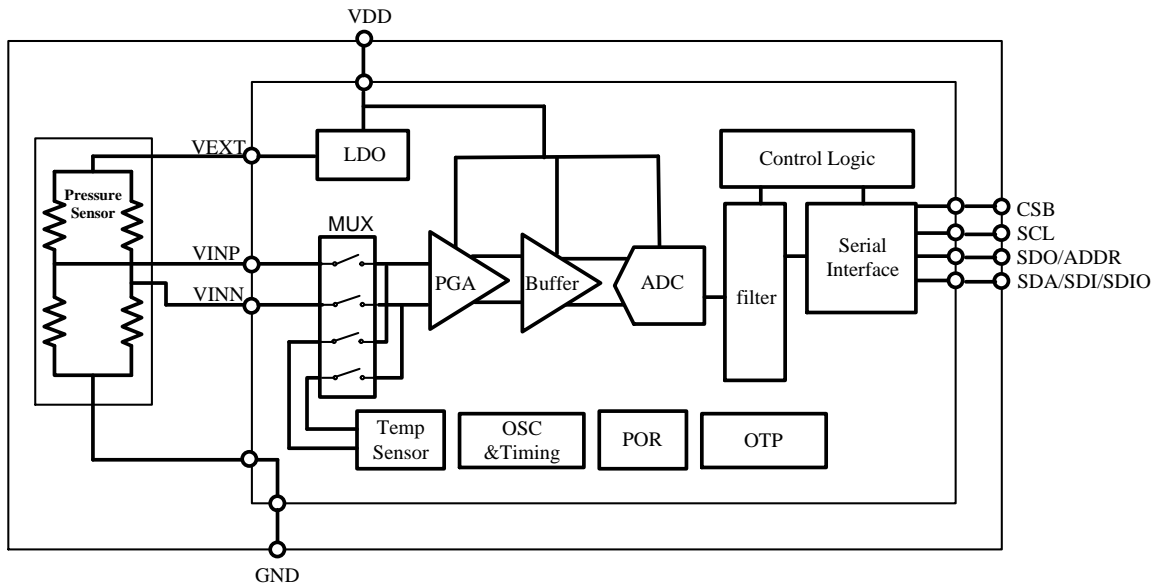 VDD
VEXT
LDO
Control Logic
Pressure
Sensor
MUX
CSB
SCL
SDO/ADDR
SDA/SDI/SDIO
VINP
VINN
PGA
Buffer
ADC
filter
Serial
Interface
Temp
Sensor
OSC
&Timing
POR
OTP
GND